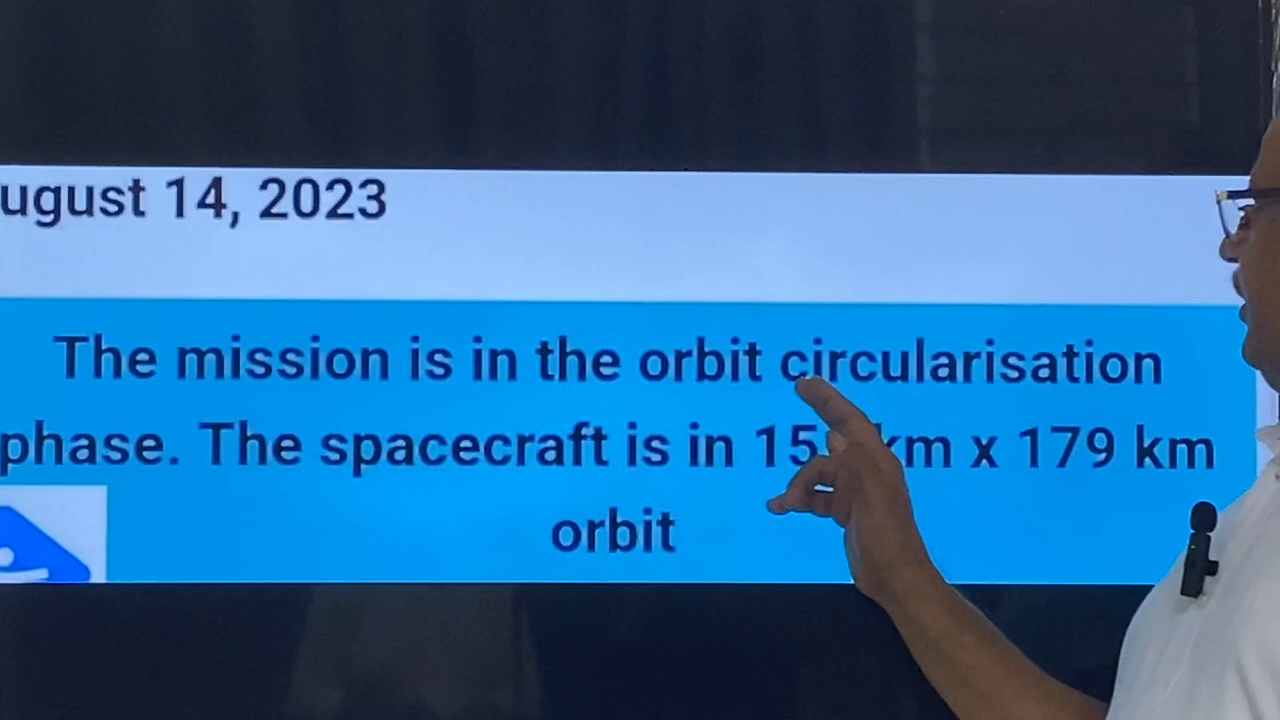 ugust 14, 2023
The mission is in the orbit circularisation
phase. The spacecraft is in km x 179 km
orbit